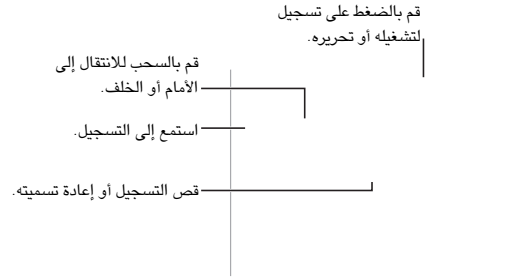 قم بالضغط على تسجيل
لتشغيله أو تحريره.
قم بالسحب للانتقال إلى
الأمام أو الخلف.
استمع إلى التسجيل.
قص التسجيل أو إعادة تسميته.